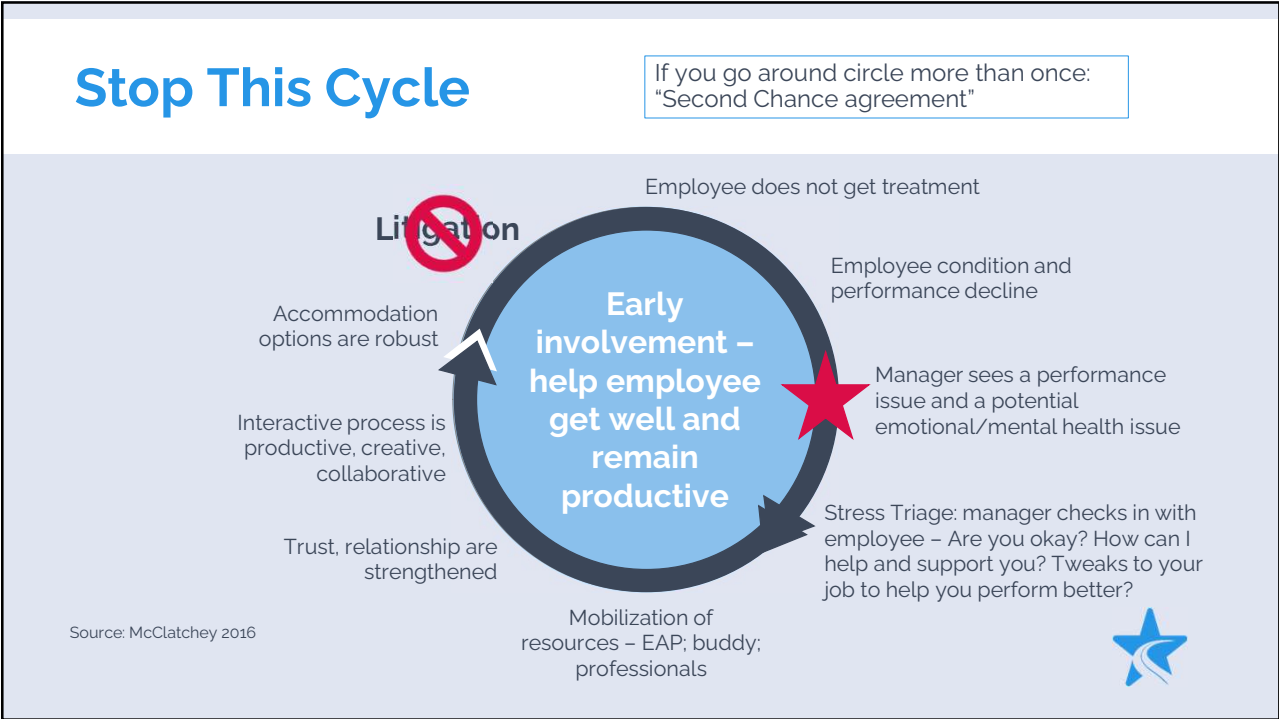 Stop This Cycle
If you go around circle more than once:
“Second Chance agreement”
Employee does not get treatment
Litigation
Employee condition and
performance decline
Manager sees a performance
issue and a potential
emotional/mental health issue
Stress Triage: manager checks in with
employee – Are you okay? How can I
help and support you? Tweaks to your
job to help you perform better?
Mobilization of
resources – EAP; buddy;
professionals
Trust, relationship are
strengthened
Interactive process is
productive, creative,
collaborative
Accommodation
options are robust
Early
involvement –
help employee
get well and
remain
productive
Source: McClatchey 2016